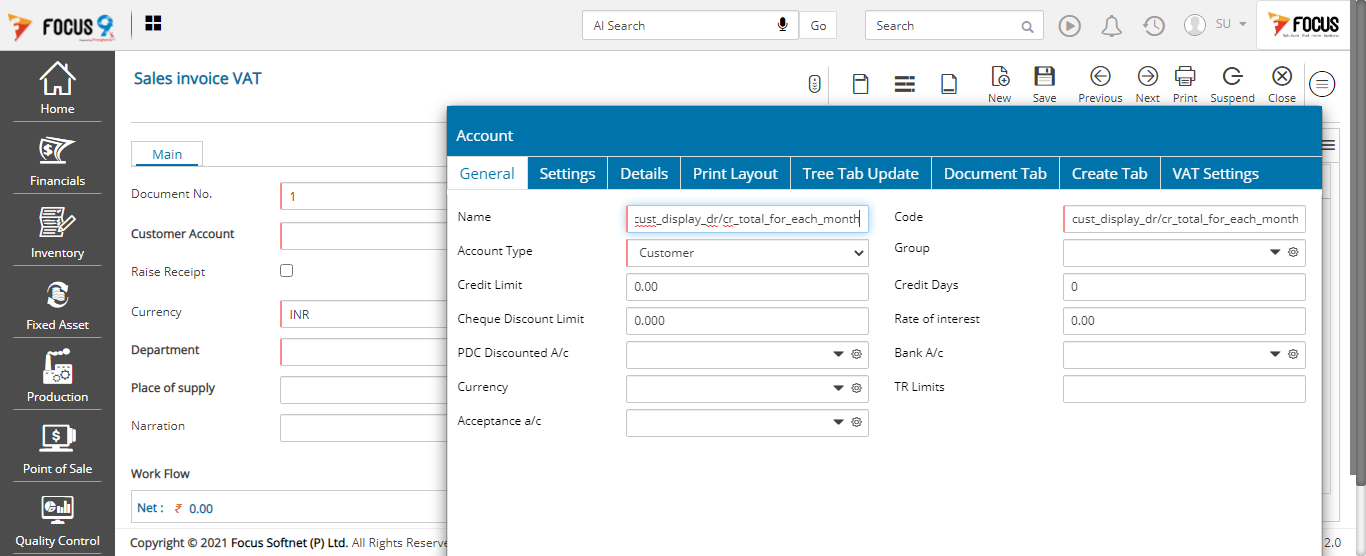 FOCUS 9
AI Search
Go
Search
SU
FOCUS
Home
Financials
Inventory
Fixed Asset
Production
Point of Sale
Quality Control
Sales invoice VAT
New
Save
Previous
Next
Print
Suspend
Close
Main
Document No.
1
Customer Account
Raise Receipt
Currency
INR
Department
Place of supply
Narration
Work Flow
Net : ₹ 0.00
Account
General
Settings
Details
Print Layout
Tree Tab Update
Document Tab
Create Tab
VAT Settings
Name
cust_display_dr/cr_total_for_each_month
Code
cust_display_dr/cr_total_for_each_month
Account Type
Customer
Group
Credit Limit
0.00
Credit Days
0
Cheque Discount Limit
0.000
Rate of interest
0.00
PDC Discounted A/c
Bank A/c
Currency
TR Limits
Acceptance a/c
Copyright © 2021 Focus Softnet (P) Ltd. All Rights Reserve
2.0